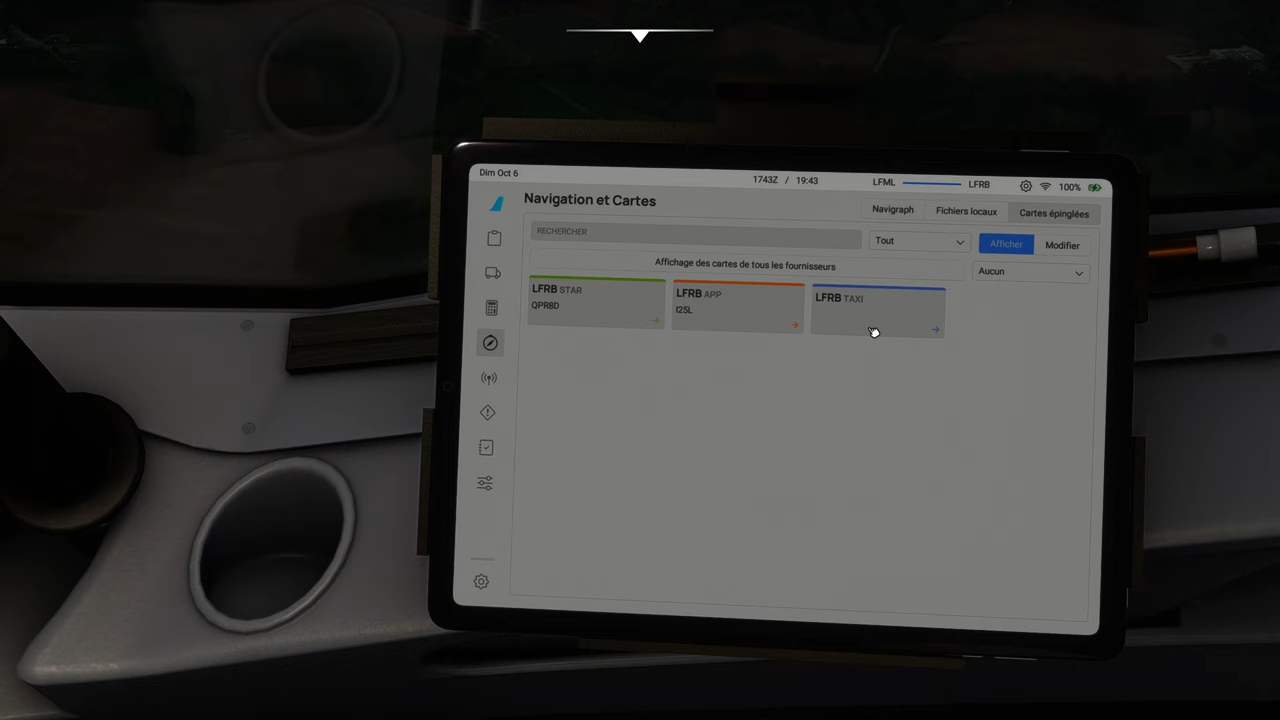 Dim Oct 6
1743Z / 19:43
LFML
LFRB
100%
Navigation et Cartes
Navigraph
Fichiers locaux
Cartes épinglées
RECHERCHER
Tout
Afficher
Modifier
Affichage des cartes de tous les fournisseurs
Aucun
LFRB STAR
QPR8D
LFRB APP
I25L
LFRB TAXI